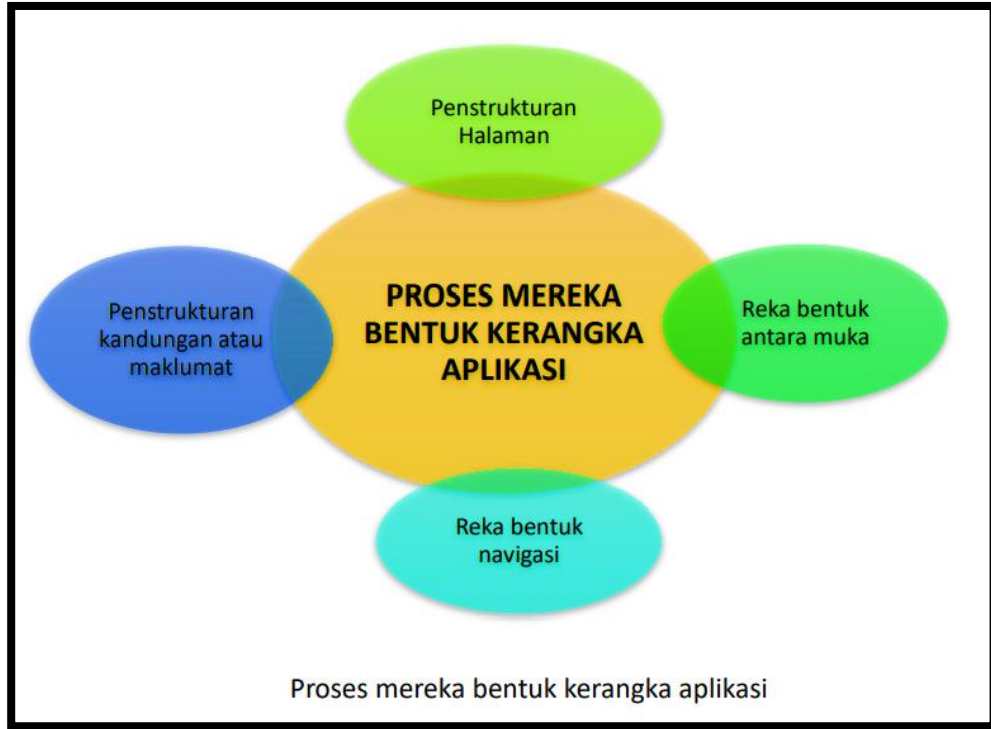 Penstrukturan
Halaman
Penstrukturan
kandungan atau
maklumat
PROSES MEREKA
BENTUK KERANGKA
APLIKASI
Reka bentuk
antara muka
Reka bentuk
navigasi
Proses mereka bentuk kerangka aplikasi